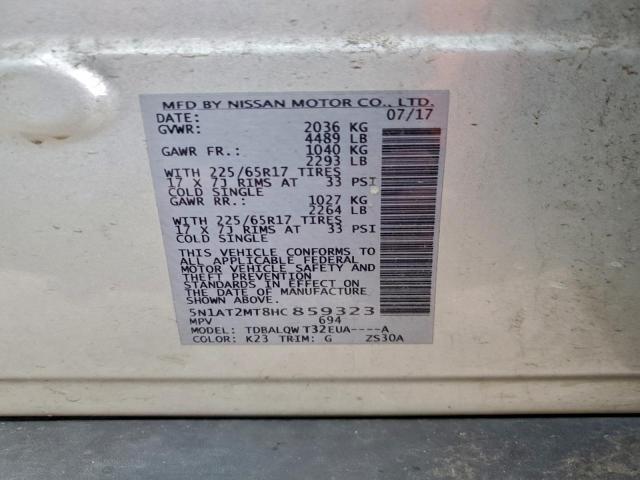 MFD BY NISSAN MOTOR CO., LTD.
DATE: 07/17
GVWR: 2036 KG
4489 LB
GAWR FR.: 1040 KG
2293 LB
WITH 225/65R17 TIRES
17 X 7J RIMS AT 33 PSI
COLD SINGLE
GAWR RR.: 1027 KG
2264 LB
WITH 225/65R17 TIRES
17 X 7J RIMS AT 33 PSI
COLD SINGLE
THIS VEHICLE CONFORMS TO
ALL APPLICABLE FEDERAL
MOTOR VEHICLE SAFETY AND
THEFT PREVENTION
STANDARDS IN EFFECT ON
THE DATE OF MANUFACTURE
SHOWN ABOVE.
5N1AT2MT8HC859323
MPV 694
MODEL: TDBALQW T32EUA----A
COLOR: K23 TRIM: G ZS30A